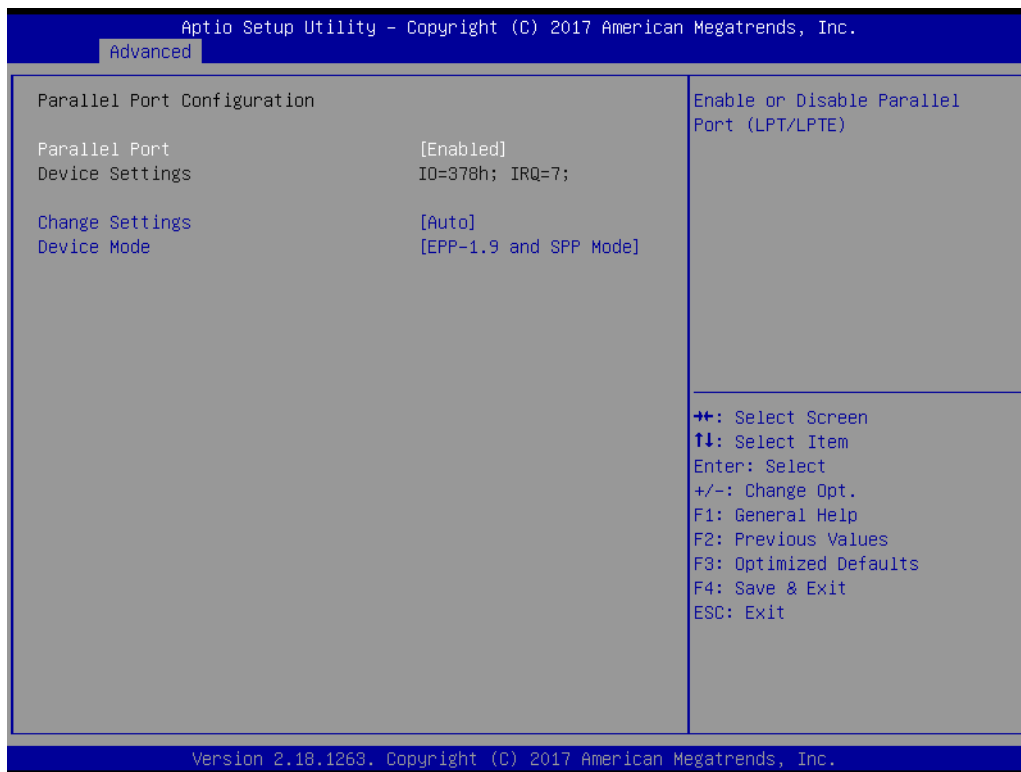 Aptio Setup Utility – Copyright (C) 2017 American Megatrends, Inc.
Advanced
Parallel Port Configuration
Parallel Port [Enabled]
Device Settings IO=378h; IRQ=7;
Change Settings [Auto]
Device Mode [EPP-1.9 and SPP Mode]
Enable or Disable Parallel
Port (LPT/LPTE)
→←: Select Screen
↑↓: Select Item
Enter: Select
+/-: Change Opt.
F1: General Help
F2: Previous Values
F3: Optimized Defaults
F4: Save & Exit
ESC: Exit
Version 2.18.1263. Copyright (C) 2017 American Megatrends, Inc.